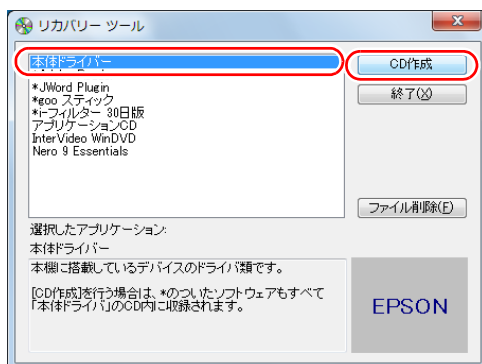 リカバリー ツール
本体ドライバー
CD作成
*JWord Plugin
*goo スティック
*i-フィルター 30日版
アプリケーションCD
InterVideo WinDVD
Nero 9 Essentials
終了(X)
ファイル削除(F)
選択したアプリケーション:
本体ドライバー
本機に搭載しているデバイスのドライバ類です。
[CD作成]を行う場合は、*のついたソフトウェアもすべて
「本体ドライバ」のCD内に収録されます。
EPSON